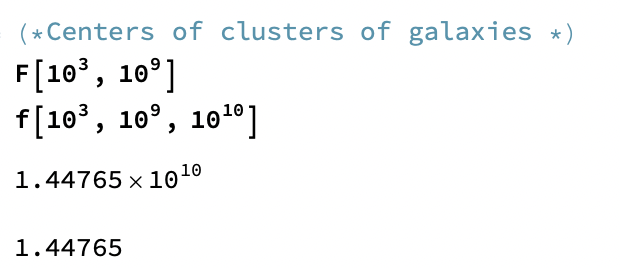 (*Centers of clusters of galaxies *)
F[10³, 10⁹]
f[10³, 10⁹, 10¹⁰]
1.44765×10¹⁰
1.44765